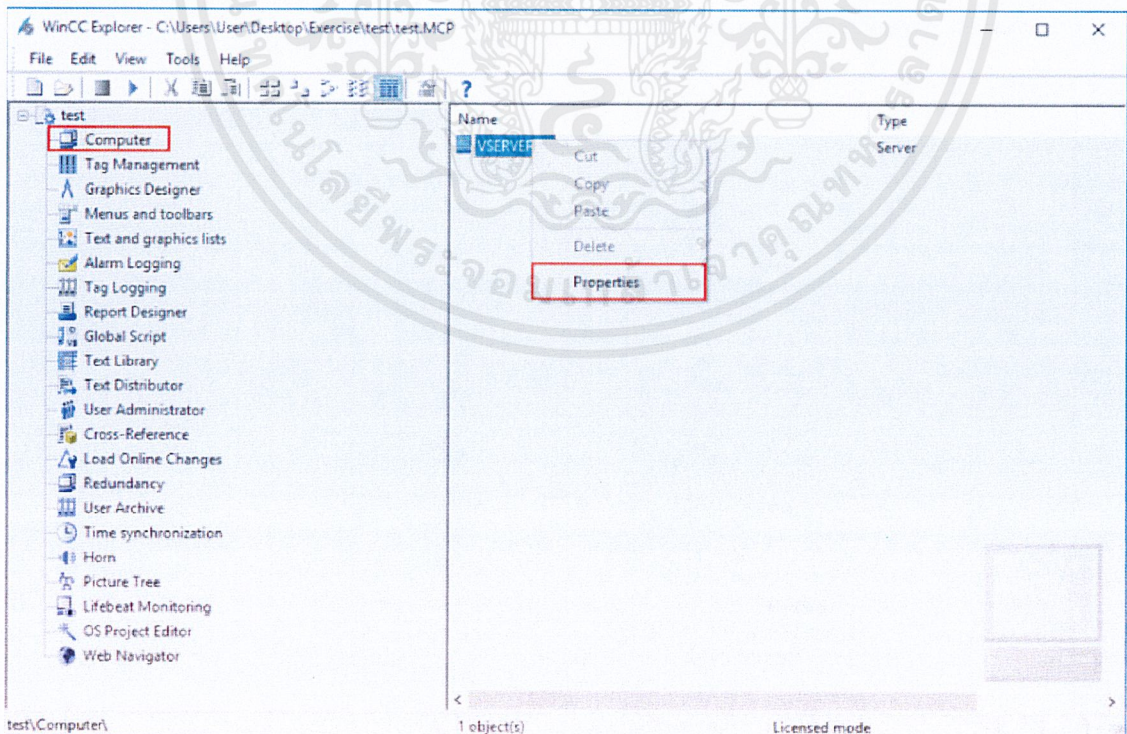 WinCC Explorer - C:\Users\User\Desktop\Exercise\test\test.MCP
File Edit View Tools Help
test
Computer
Tag Management
Graphics Designer
Menus and toolbars
Text and graphics lists
Alarm Logging
Tag Logging
Report Designer
Global Script
Text Library
Text Distributor
User Administrator
Cross-Reference
Load Online Changes
Redundancy
User Archive
Time synchronization
Horn
Picture Tree
Lifebeat Monitoring
OS Project Editor
Web Navigator
Name Type
VSERVER Server
Cut
Copy
Paste
Delete
Properties
test\Computer\ 1 object(s) Licensed mode